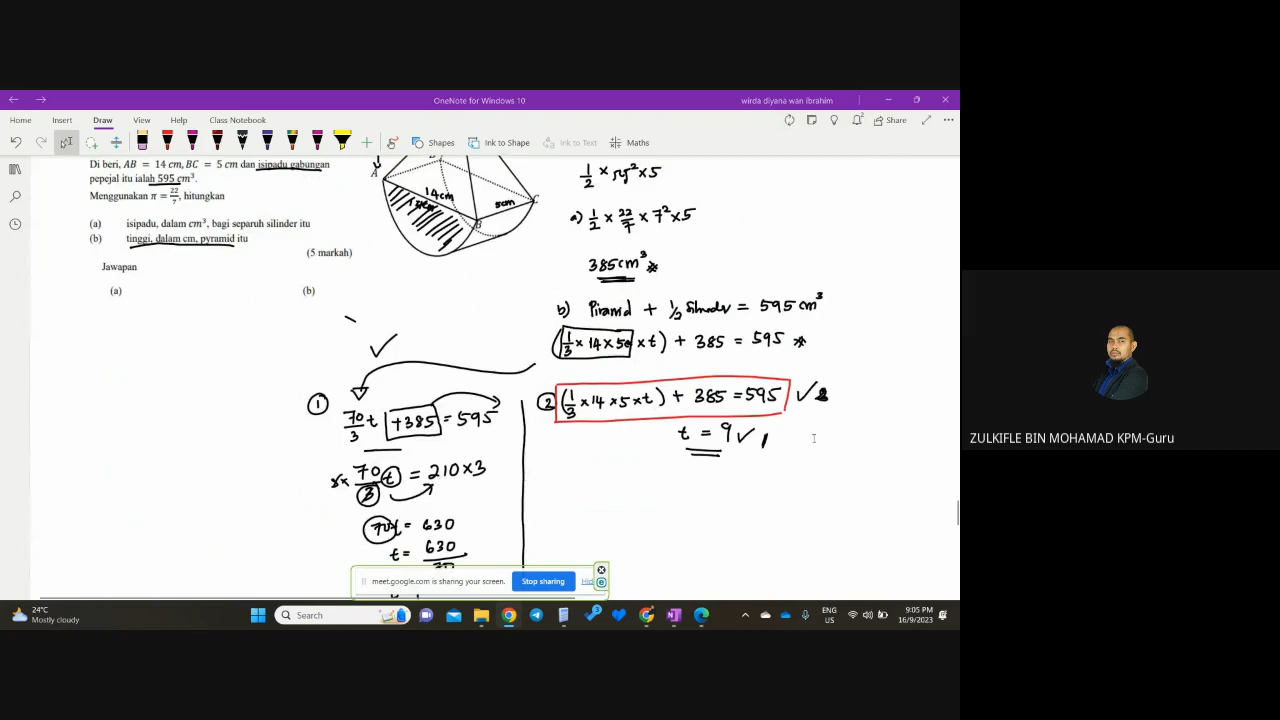 OneNote for Windows 10
wirda diyana wan ibrahim
Home Insert Draw View Help Class Notebook
Share
Shapes Ink to Shape Ink to Text Maths
Di beri, AB = 14 cm, BC = 5 cm dan isipadu gabungan
pepejal itu ialah 595 cm³.
Menggunakan π = 22/7, hitungkan
(a) isipadu, dalam cm³, bagi separuh silinder itu
(b) tinggi, dalam cm, pyramid itu
(5 markah)
Jawapan
(a) (b)
A
14cm
B
5cm
C
1/2 × πj² × 5
a) 1/2 × 22/7 × 7² × 5
385cm³
b) Piramid + 1/2 Silinder = 595 cm³
(1/3 × 14 × 5 × t) + 385 = 595
① 70/3 t +385 = 595
70/3 t = 210 × 3
70t = 630
t = 630
② (1/3 × 14 × 5 × t) + 385 = 595 ✓
t = 9 ✓ 1
meet.google.com is sharing your screen. Stop sharing
24°C
Mostly cloudy
Search
ENG
US
9:05 PM
16/9/2023
ZULKIFLE BIN MOHAMAD KPM-Guru